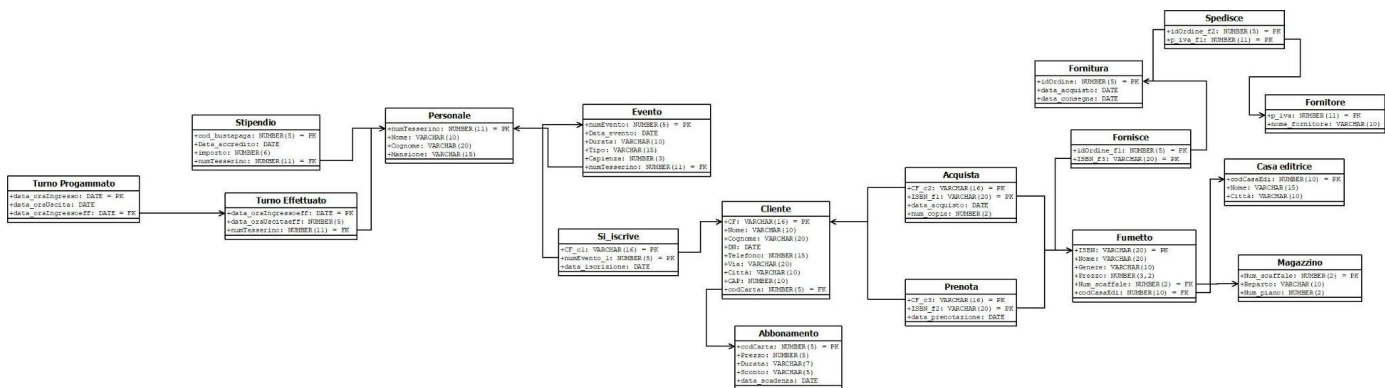 Spedisce
+idOrdine_f2: NUMBER(5) = PK
+p_iva_f1: NUMBER(11) = PK
Fornitura
+idOrdine: NUMBER(5) = PK
+data_acquisto: DATE
+data_consegna: DATE
Fornitore
+p_iva: NUMBER(11) = PK
+nome_fornitore: VARCHAR(10)
Stipendio
+cod_bustapaga: NUMBER(5) = PK
+Data_accredito: DATE
+importo: NUMBER(6)
+numTesserino: NUMBER(11) = FK
Personale
+numTesserino: NUMBER(11) = PK
+Nome: VARCHAR(10)
+Cognome: VARCHAR(20)
+Mansione: VARCHAR(15)
Evento
+numEvento: NUMBER(5) = PK
+Data_evento: DATE
+Durata: VARCHAR(10)
+Tipo: VARCHAR(15)
+Capienza: NUMBER(3)
+numTesserino: NUMBER(11) = FK
Fornisce
+idOrdine_f1: NUMBER(5) = PK
+ISBN_f3: VARCHAR(20) = PK
Casa editrice
+codCasaEdi: NUMBER(10) = PK
+Nome: VARCHAR(15)
+Città: VARCHAR(10)
Turno Progammato
+data_oraIngresso: DATE = PK
+data_oraUscita: DATE
+data_oraIngressoeff: DATE = FK
Turno Effettuato
+data_oraIngressoeff: DATE = PK
+data_oraUscitaeff: NUMBER(5)
+numTesserino: NUMBER(11) = FK
Acquista
+CF_c2: VARCHAR(16) = PK
+ISBN_f1: VARCHAR(20) = PK
+data_acquisto: DATE
+num_copie: NUMBER(2)
Cliente
+CF: VARCHAR(16) = PK
+Nome: VARCHAR(10)
+Cognome: VARCHAR(20)
+DN: DATE
+Telefono: NUMBER(15)
+Via: VARCHAR(20)
+Città: VARCHAR(10)
+CAP: NUMBER(10)
+codCarta: NUMBER(5) = FK
Si_iscrive
+CF_c1: VARCHAR(16) = PK
+numEvento_1: NUMBER(5) = PK
+data_iscrizione: DATE
Fumetto
+ISBN: VARCHAR(20) = PK
+Nome: VARCHAR(20)
+Genere: VARCHAR(10)
+Prezzo: NUMBER(3,2)
+Num_scaffale: NUMBER(2) = FK
+codCasaEdi: NUMBER(10) = FK
Magazzino
+Num_scaffale: NUMBER(2) = PK
+Reparto: VARCHAR(10)
+Num_piano: NUMBER(2)
Prenota
+CF_c3: VARCHAR(16) = PK
+ISBN_f2: VARCHAR(20) = PK
+data_prenotazione: DATE
Abbonamento
+codCarta: NUMBER(5) = PK
+Prezzo: NUMBER(5)
+Durata: VARCHAR(7)
+Sconto: VARCHAR(5)
+data_scadenza: DATE